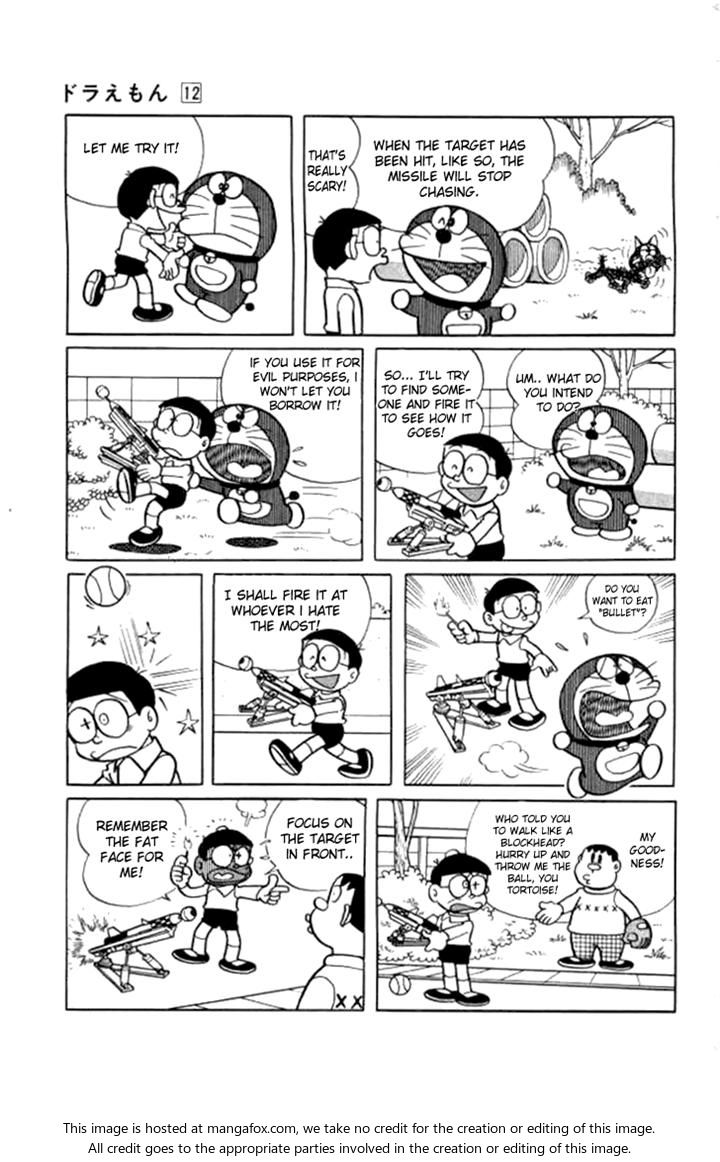 ドラえもん 12
WHEN THE TARGET HAS
BEEN HIT, LIKE SO, THE
MISSILE WILL STOP
CHASING.
THAT'S
REALLY
SCARY!
LET ME TRY IT!
UM.. WHAT DO
YOU INTEND
TO DO?
SO... I'LL TRY
TO FIND SOME-
ONE AND FIRE IT
TO SEE HOW IT
GOES!
IF YOU USE IT FOR
EVIL PURPOSES, I
WON'T LET YOU
BORROW IT!
DO YOU
WANT TO EAT
"BULLET"?
I SHALL FIRE IT AT
WHOEVER I HATE
THE MOST!
MY
GOOD-
NESS!
WHO TOLD YOU
TO WALK LIKE A
BLOCKHEAD?
HURRY UP AND
THROW ME THE
BALL, YOU
TORTOISE!
FOCUS ON
THE TARGET
IN FRONT..
REMEMBER
THE FAT
FACE FOR
ME!
This image is hosted at mangafox.com, we take no credit for the creation or editing of this image.
All credit goes to the appropriate parties involved in the creation or editing of this image.